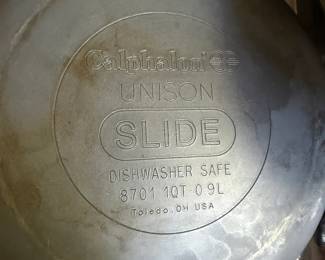 Calphalon
UNISON
SLIDE
DISHWASHER SAFE
8701 1QT 0.9L
Toledo, OH USA